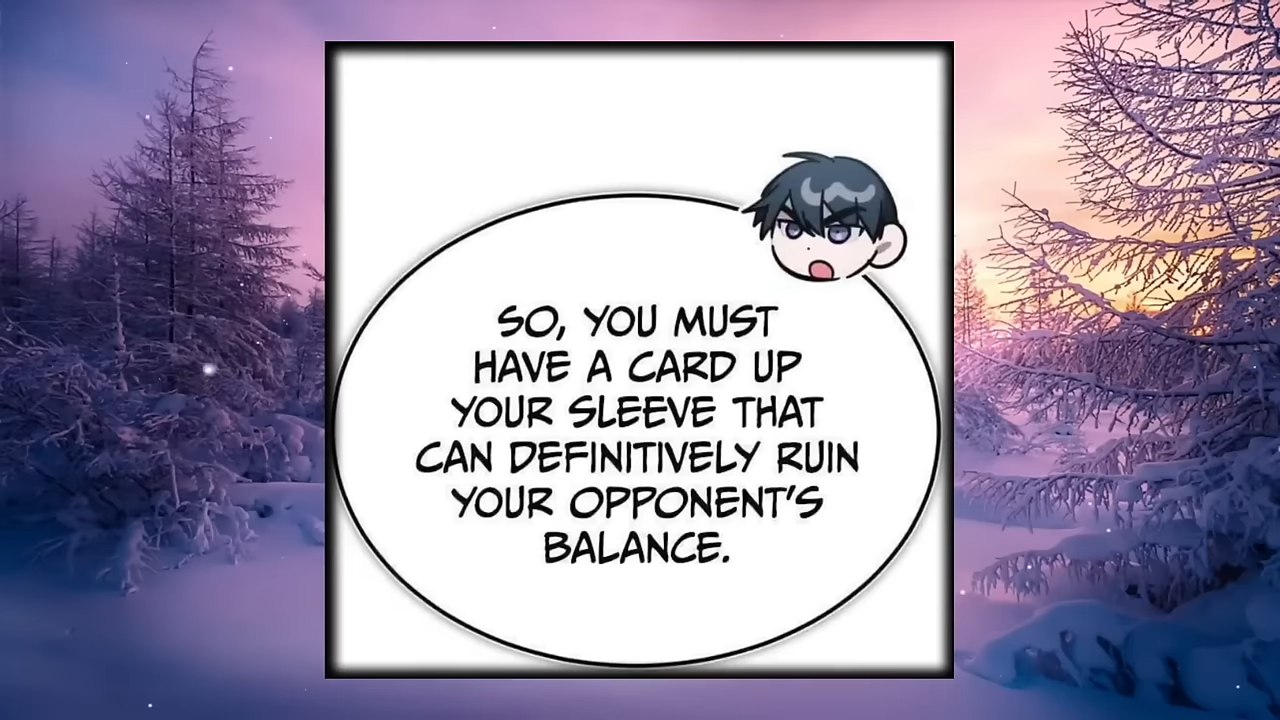 SO, YOU MUST
HAVE A CARD UP
YOUR SLEEVE THAT
CAN DEFINITIVELY RUIN
YOUR OPPONENT'S
BALANCE.